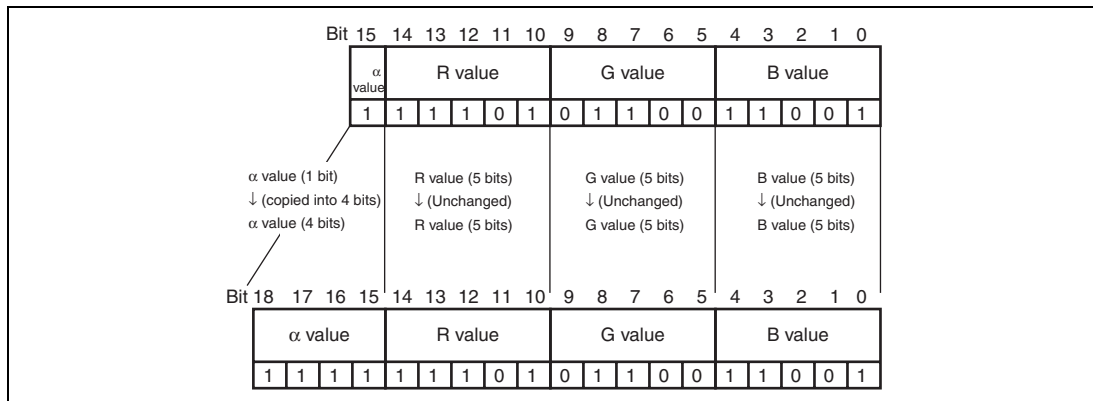 Bit 15 14 13 12 11 10 9 8 7 6 5 4 3 2 1 0
α value R value G value B value
1 1 1 1 0 1 0 1 1 0 0 1 1 0 0 1
α value (1 bit) R value (5 bits) G value (5 bits) B value (5 bits)
↓ (copied into 4 bits) ↓ (Unchanged) ↓ (Unchanged) ↓ (Unchanged)
α value (4 bits) R value (5 bits) G value (5 bits) B value (5 bits)
Bit 18 17 16 15 14 13 12 11 10 9 8 7 6 5 4 3 2 1 0
α value R value G value B value
1 1 1 1 1 1 1 0 1 0 1 1 0 0 1 1 0 0 1